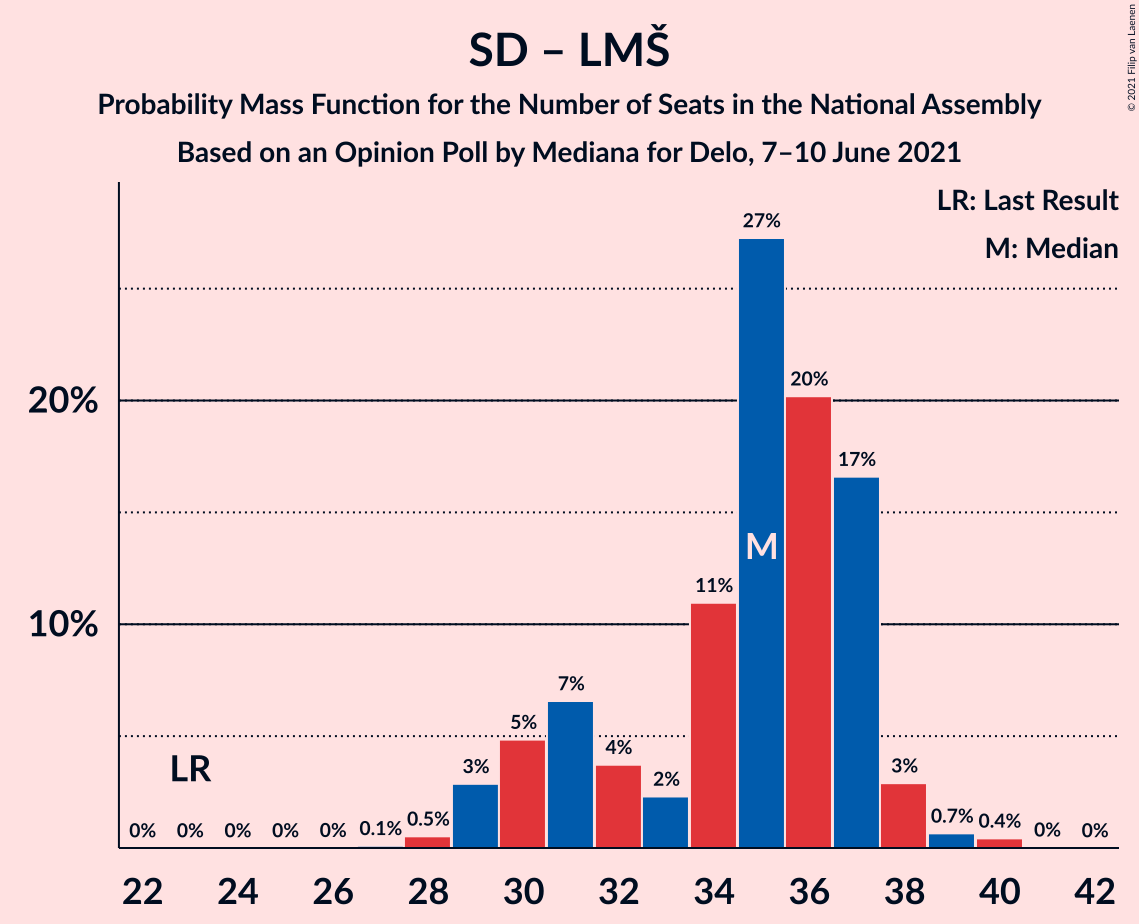 SD – LMŠ
Probability Mass Function for the Number of Seats in the National Assembly
Based on an Opinion Poll by Mediana for Delo, 7–10 June 2021
© 2021 Filip van Laenen
LR: Last Result
M: Median
27%
20%
20%
17%
M
11%
10%
7%
5%
4%
LR
3%
2%
3%
0% 0% 0% 0% 0% 0.1% 0.5% 0.7% 0.4% 0% 0%
22 24 26 28 30 32 34 36 38 40 42